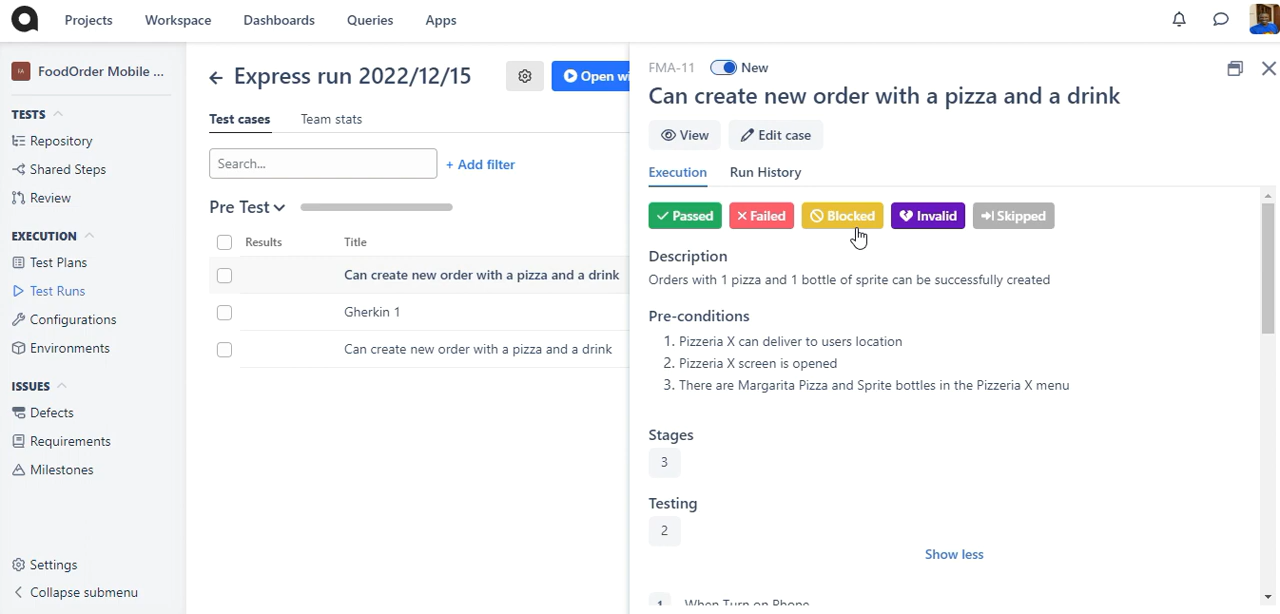 Projects Workspace Dashboards Queries Apps
FA FoodOrder Mobile ...
TESTS
Repository
Shared Steps
Review
EXECUTION
Test Plans
Test Runs
Configurations
Environments
ISSUES
Defects
Requirements
Milestones
Settings
Collapse submenu
Express run 2022/12/15
Open wi
Test cases Team stats
Search... + Add filter
Pre Test
Results Title
Can create new order with a pizza and a drink
Gherkin 1
Can create new order with a pizza and a drink
FMA-11 New
Can create new order with a pizza and a drink
View Edit case
Execution Run History
Passed Failed Blocked Invalid Skipped
Description
Orders with 1 pizza and 1 bottle of sprite can be successfully created
Pre-conditions
1. Pizzeria X can deliver to users location
2. Pizzeria X screen is opened
3. There are Margarita Pizza and Sprite bottles in the Pizzeria X menu
Stages
3
Testing
2
Show less
1 When Turn on Phone